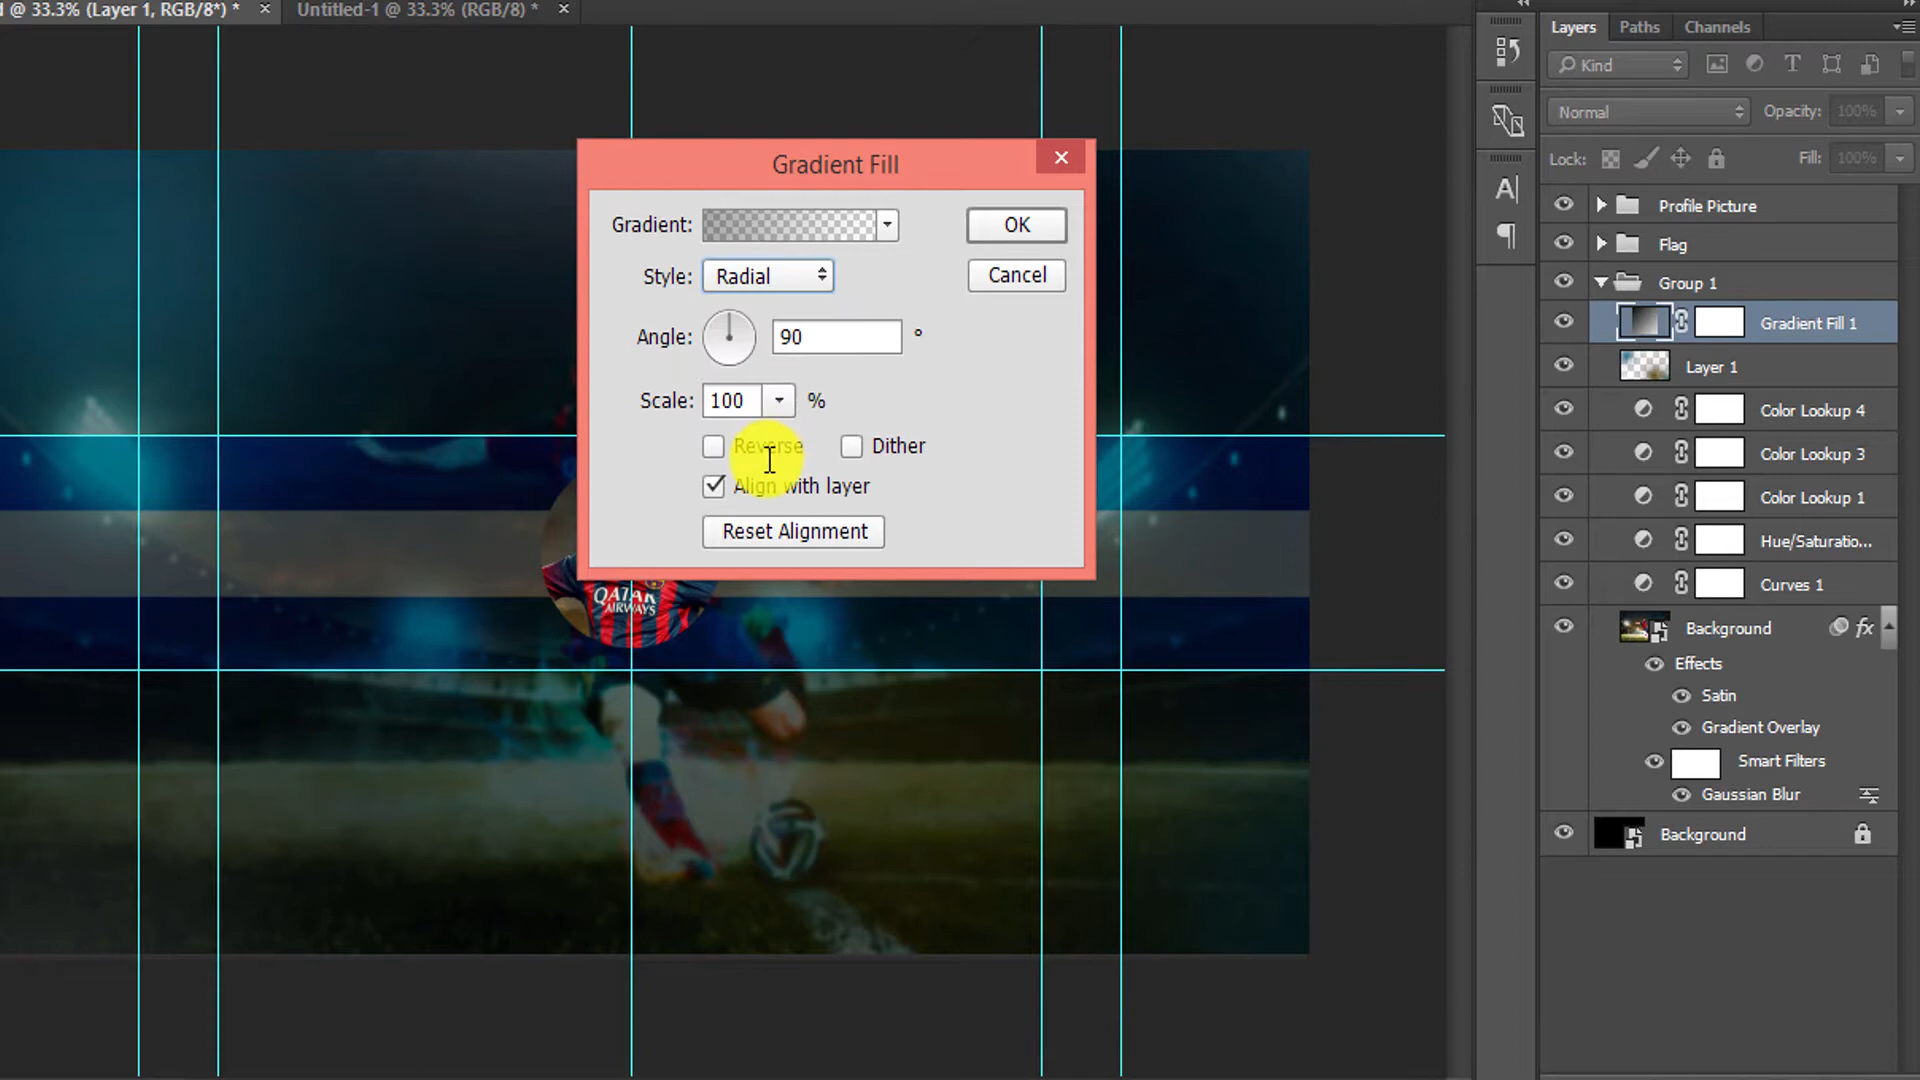 d @ 33.3% (Layer 1, RGB/8*) *
Untitled-1 @ 33.3% (RGB/8) *
Gradient Fill
Gradient:
OK
Style: Radial
Cancel
Angle: 90 °
Scale: 100 %
Reverse
Dither
Align with layer
Reset Alignment
QATAR
AIRWAYS
Layers Paths Channels
Kind
Normal Opacity: 100%
Lock: Fill: 100%
Profile Picture
Flag
Group 1
Gradient Fill 1
Layer 1
Color Lookup 4
Color Lookup 3
Color Lookup 1
Hue/Saturatio...
Curves 1
Background fx
Effects
Satin
Gradient Overlay
Smart Filters
Gaussian Blur
Background